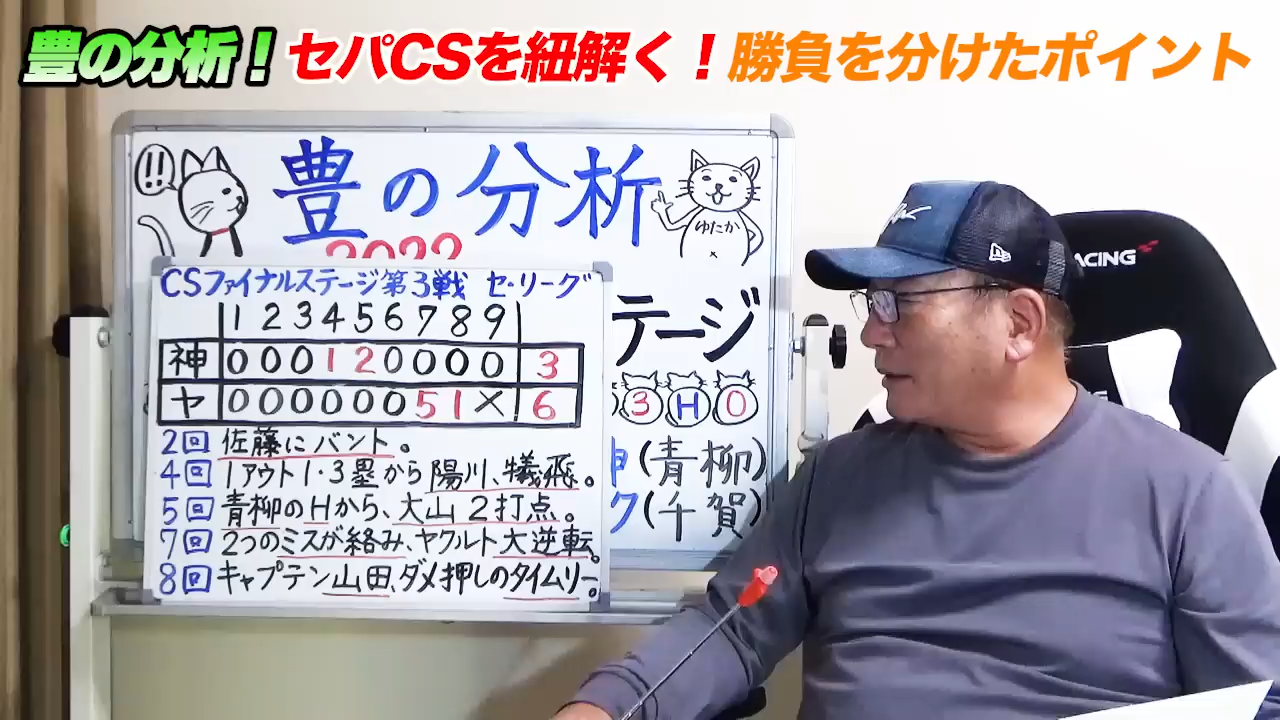 豊の分析！セパCSを紐解く！勝負を分けたポイント
!!
豊の分析
ゆたか
2022
CSファイナルステージ第3戦 セ・リーグ
1 2 3 4 5 6 7 8 9
神 0 0 0 1 2 0 0 0 0 3
ヤ 0 0 0 0 0 0 5 1 X 6
2回 佐藤にバント。
4回 1アウト1・3塁から陽川、犠飛。
5回 青柳のHから、大山2打点。
7回 2つのミスが絡み、ヤクルト大逆転。
8回 キャプテン山田、ダメ押しのタイムリー。
テージ
3 H 0
神(青柳)
ク(千賀)
ACING